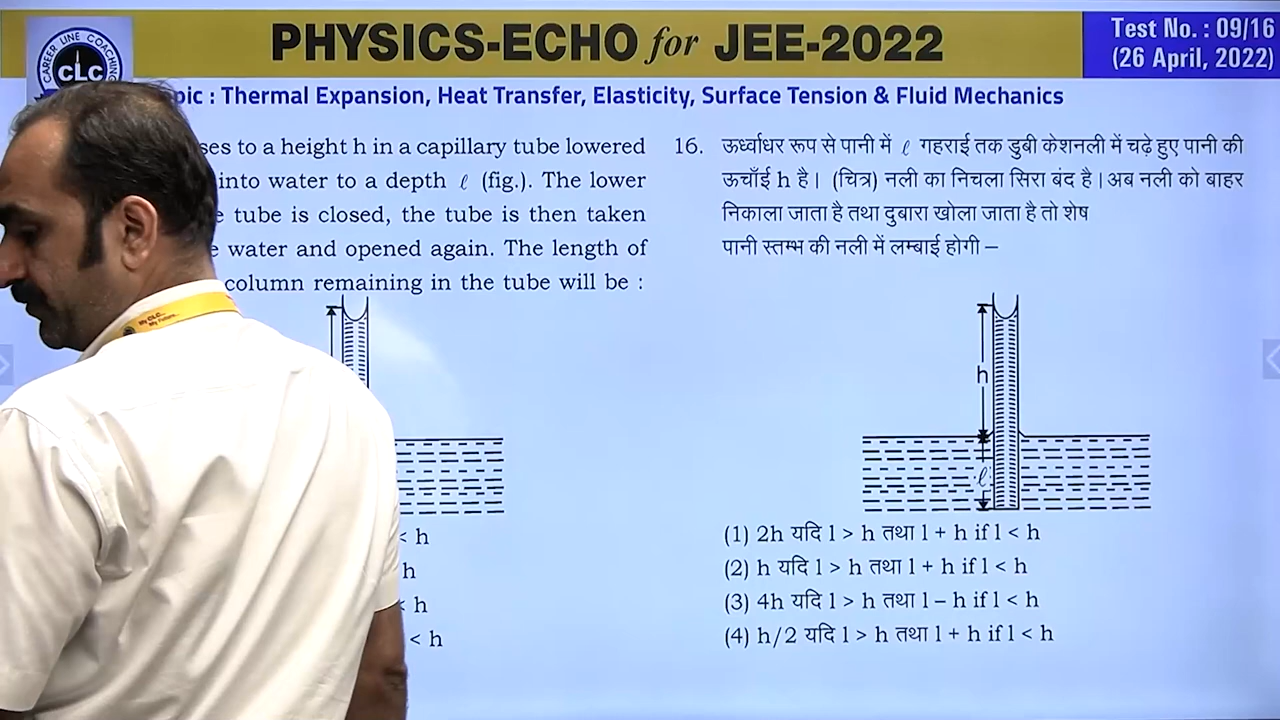 PHYSICS-ECHO for JEE-2022
Test No. : 09/16
(26 April, 2022)
CAREER LINE COACHING
CLC
: Thermal Expansion, Heat Transfer, Elasticity, Surface Tension & Fluid Mechanics
to a height h in a capillary tube lowered
into water to a depth ℓ (fig.). The lower
tube is closed, the tube is then taken
water and opened again. The length of
column remaining in the tube will be :
< h
h
< h
< h
16. ऊर्ध्वाधर रूप से पानी में ℓ गहराई तक डुबी केशनली में चढ़े हुए पानी की
ऊचाँई h है। (चित्र) नली का निचला सिरा बंद है।अब नली को बाहर
निकाला जाता है तथा दुबारा खोला जाता है तो शेष
पानी स्तम्भ की नली में लम्बाई होगी –
h
ℓ
(1) 2h यदि l > h तथा l + h if l < h
(2) h यदि l > h तथा l + h if l < h
(3) 4h यदि l > h तथा l – h if l < h
(4) h/2 यदि l > h तथा l + h if l < h
My CLC...
My Future...